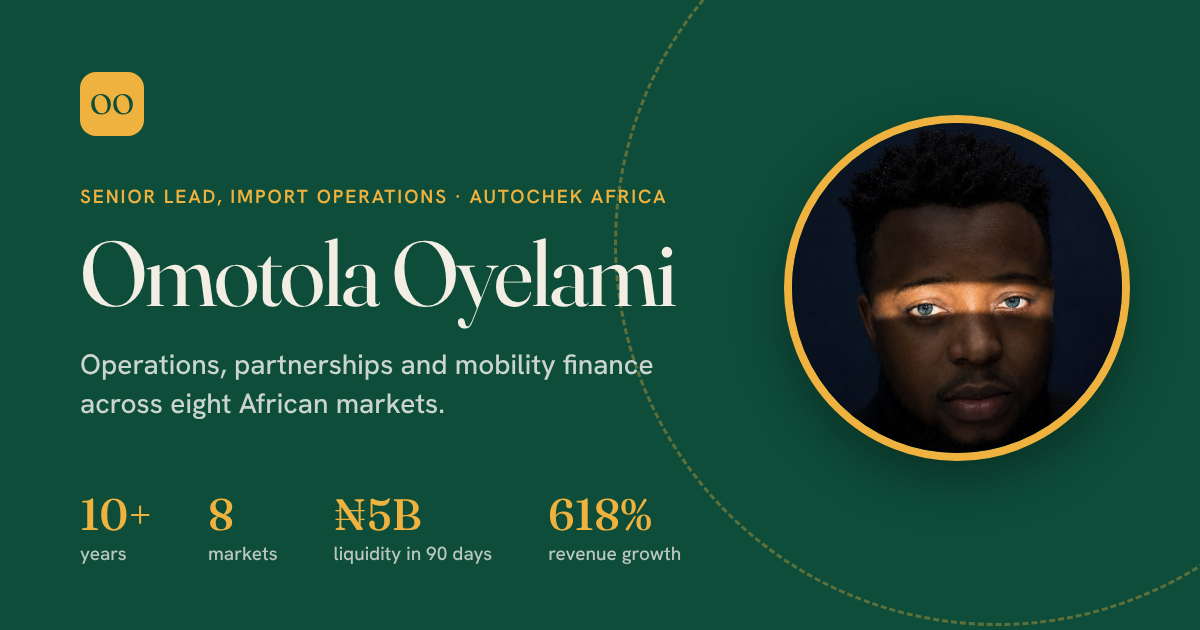 OO
SENIOR LEAD, IMPORT OPERATIONS · AUTOCHEK AFRICA
Omotola Oyelami
Operations, partnerships and mobility finance
across eight African markets.
10+ 8 ₦5B 618%
years markets liquidity in 90 days revenue growth